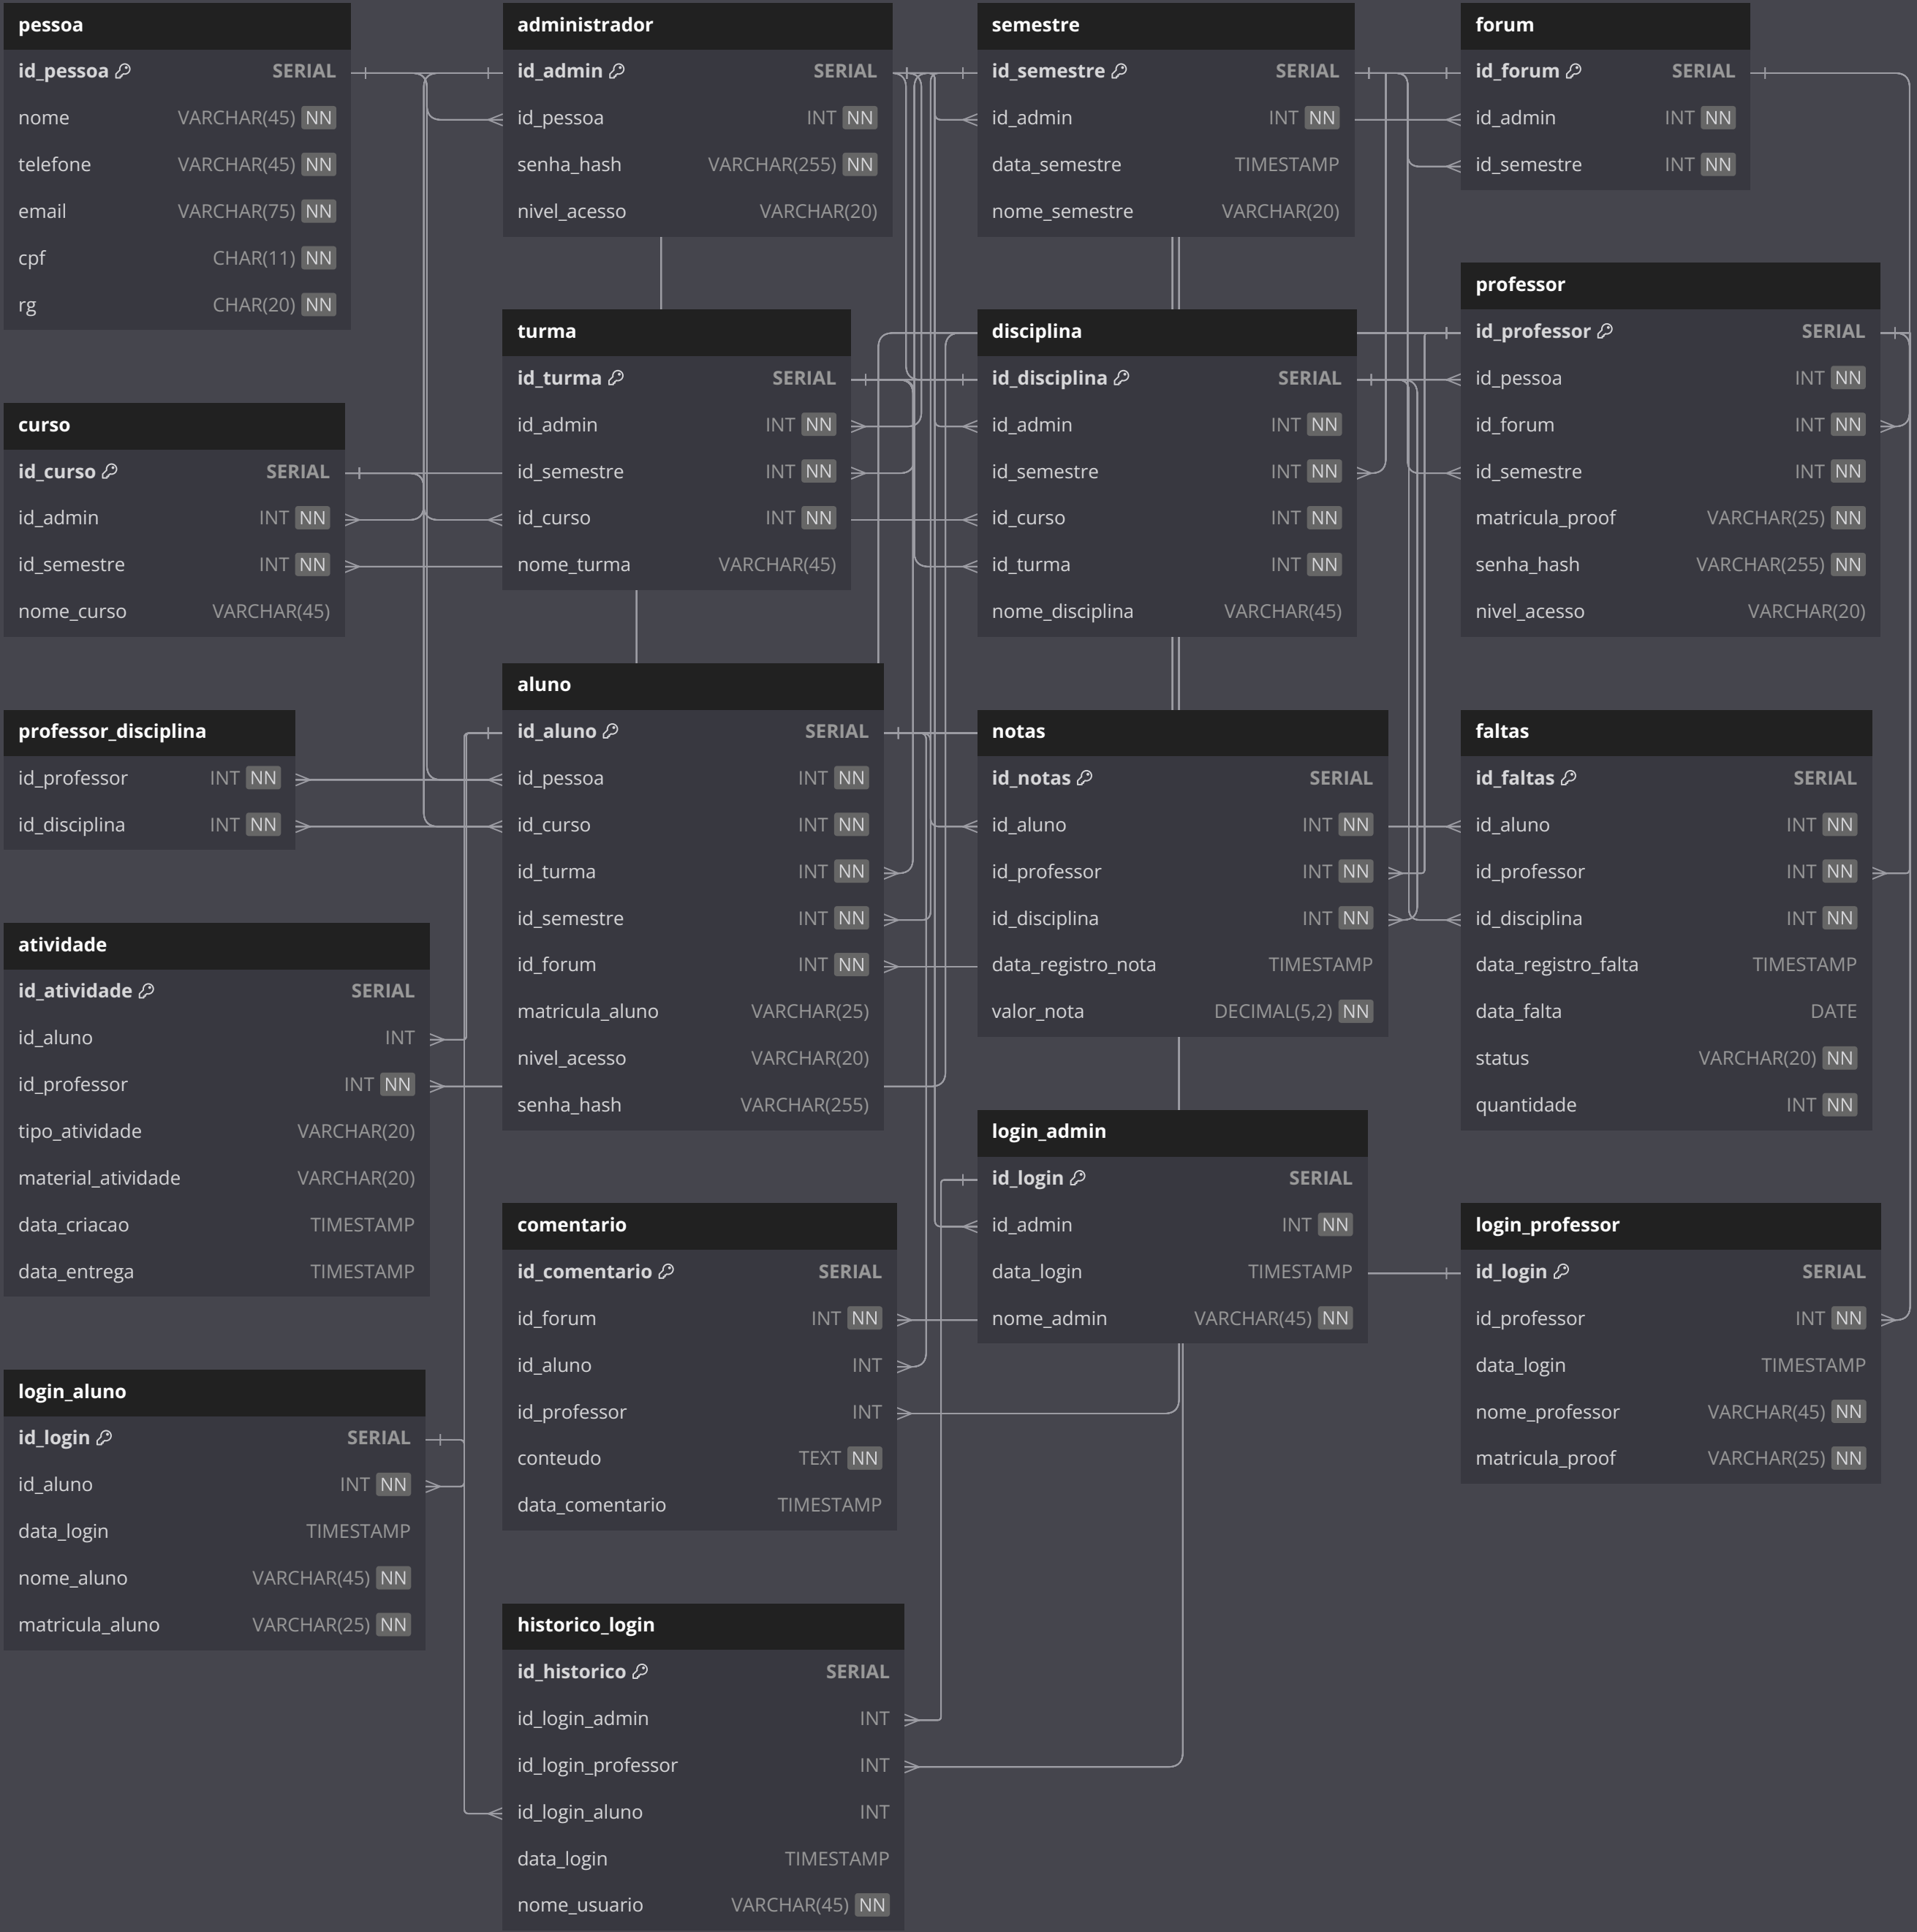 pessoa
id_pessoa SERIAL
nome VARCHAR(45) NN
telefone VARCHAR(45) NN
email VARCHAR(75) NN
cpf CHAR(11) NN
rg CHAR(20) NN
administrador
id_admin SERIAL
id_pessoa INT NN
senha_hash VARCHAR(255) NN
nivel_acesso VARCHAR(20)
semestre
id_semestre SERIAL
id_admin INT NN
data_semestre TIMESTAMP
nome_semestre VARCHAR(20)
forum
id_forum SERIAL
id_admin INT NN
id_semestre INT NN
professor
id_professor SERIAL
id_pessoa INT NN
id_forum INT NN
id_semestre INT NN
matricula_proof VARCHAR(25) NN
senha_hash VARCHAR(255) NN
nivel_acesso VARCHAR(20)
turma
id_turma SERIAL
id_admin INT NN
id_semestre INT NN
id_curso INT NN
nome_turma VARCHAR(45)
disciplina
id_disciplina SERIAL
id_admin INT NN
id_semestre INT NN
id_curso INT NN
id_turma INT NN
nome_disciplina VARCHAR(45)
curso
id_curso SERIAL
id_admin INT NN
id_semestre INT NN
nome_curso VARCHAR(45)
professor_disciplina
id_professor INT NN
id_disciplina INT NN
aluno
id_aluno SERIAL
id_pessoa INT NN
id_curso INT NN
id_turma INT NN
id_semestre INT NN
id_forum INT NN
matricula_aluno VARCHAR(25)
nivel_acesso VARCHAR(20)
senha_hash VARCHAR(255)
notas
id_notas SERIAL
id_aluno INT NN
id_professor INT NN
id_disciplina INT NN
data_registro_nota TIMESTAMP
valor_nota DECIMAL(5,2) NN
faltas
id_faltas SERIAL
id_aluno INT NN
id_professor INT NN
id_disciplina INT NN
data_registro_falta TIMESTAMP
data_falta DATE
status VARCHAR(20) NN
quantidade INT NN
atividade
id_atividade SERIAL
id_aluno INT
id_professor INT NN
tipo_atividade VARCHAR(20)
material_atividade VARCHAR(20)
data_criacao TIMESTAMP
data_entrega TIMESTAMP
login_admin
id_login SERIAL
id_admin INT NN
data_login TIMESTAMP
nome_admin VARCHAR(45) NN
comentario
id_comentario SERIAL
id_forum INT NN
id_aluno INT
id_professor INT
conteudo TEXT NN
data_comentario TIMESTAMP
login_professor
id_login SERIAL
id_professor INT NN
data_login TIMESTAMP
nome_professor VARCHAR(45) NN
matricula_proof VARCHAR(25) NN
login_aluno
id_login SERIAL
id_aluno INT NN
data_login TIMESTAMP
nome_aluno VARCHAR(45) NN
matricula_aluno VARCHAR(25) NN
historico_login
id_historico SERIAL
id_login_admin INT
id_login_professor INT
id_login_aluno INT
data_login TIMESTAMP
nome_usuario VARCHAR(45) NN